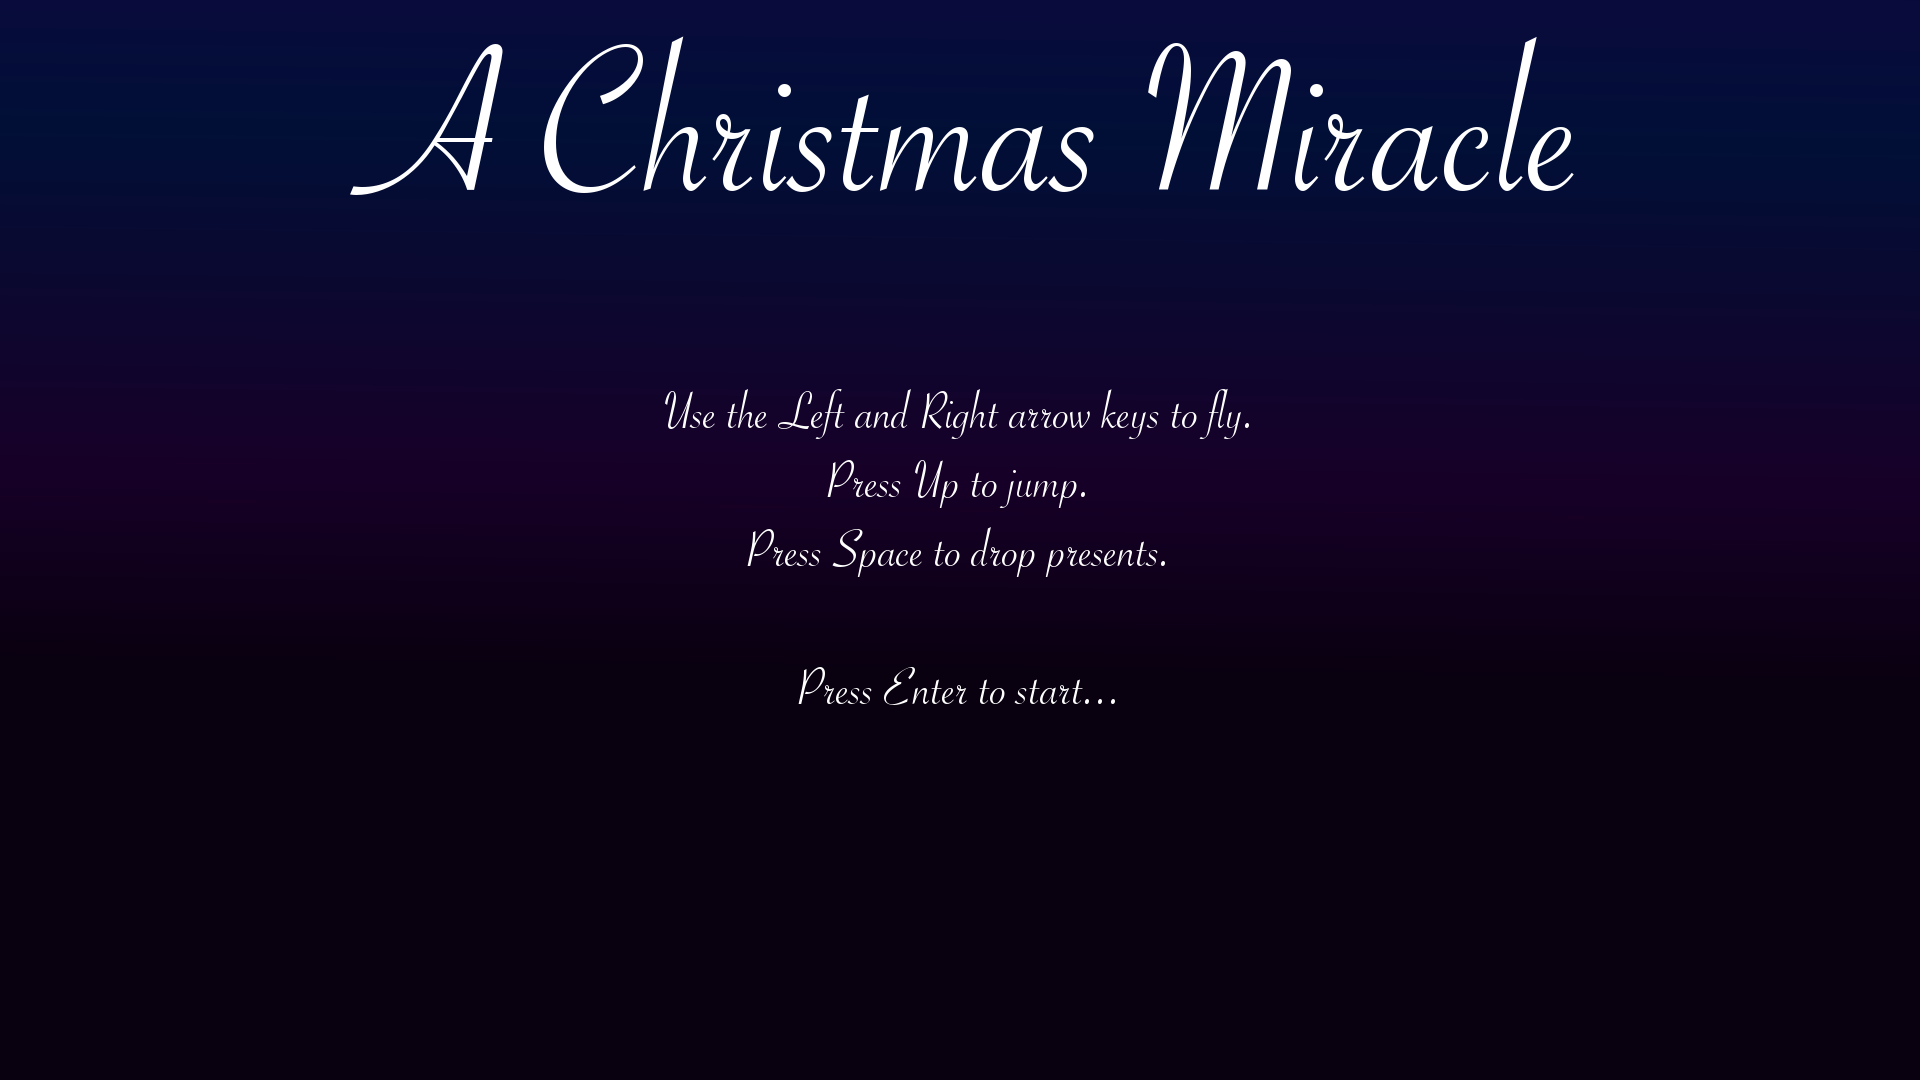 A Christmas Miracle
Use the Left and Right arrow keys to fly.
Press Up to jump.
Press Space to drop presents.
Press Enter to start...